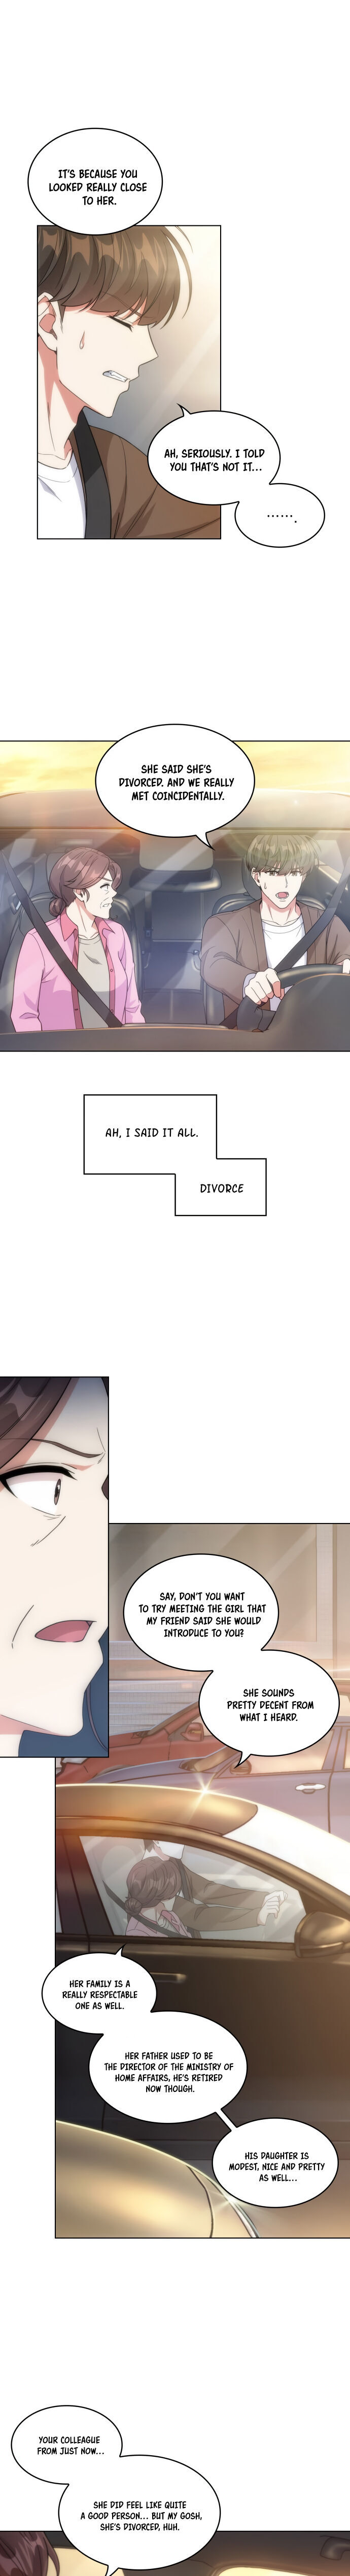 IT'S BECAUSE YOU
LOOKED REALLY CLOSE
TO HER.
AH, SERIOUSLY. I TOLD
YOU THAT'S NOT IT...
.......
SHE SAID SHE'S
DIVORCED. AND WE REALLY
MET COINCIDENTALLY.
AH, I SAID IT ALL.
DIVORCE
SAY, DON'T YOU WANT
TO TRY MEETING THE GIRL THAT
MY FRIEND SAID SHE WOULD
INTRODUCE TO YOU?
SHE SOUNDS
PRETTY DECENT FROM
WHAT I HEARD.
HER FAMILY IS A
REALLY RESPECTABLE
ONE AS WELL.
HER FATHER USED TO BE
THE DIRECTOR OF THE MINISTRY OF
HOME AFFAIRS, HE'S RETIRED
NOW THOUGH.
HIS DAUGHTER IS
MODEST, NICE AND PRETTY
AS WELL...
YOUR COLLEAGUE
FROM JUST NOW...
SHE DID FEEL LIKE QUITE
A GOOD PERSON... BUT MY GOSH,
SHE'S DIVORCED, HUH.